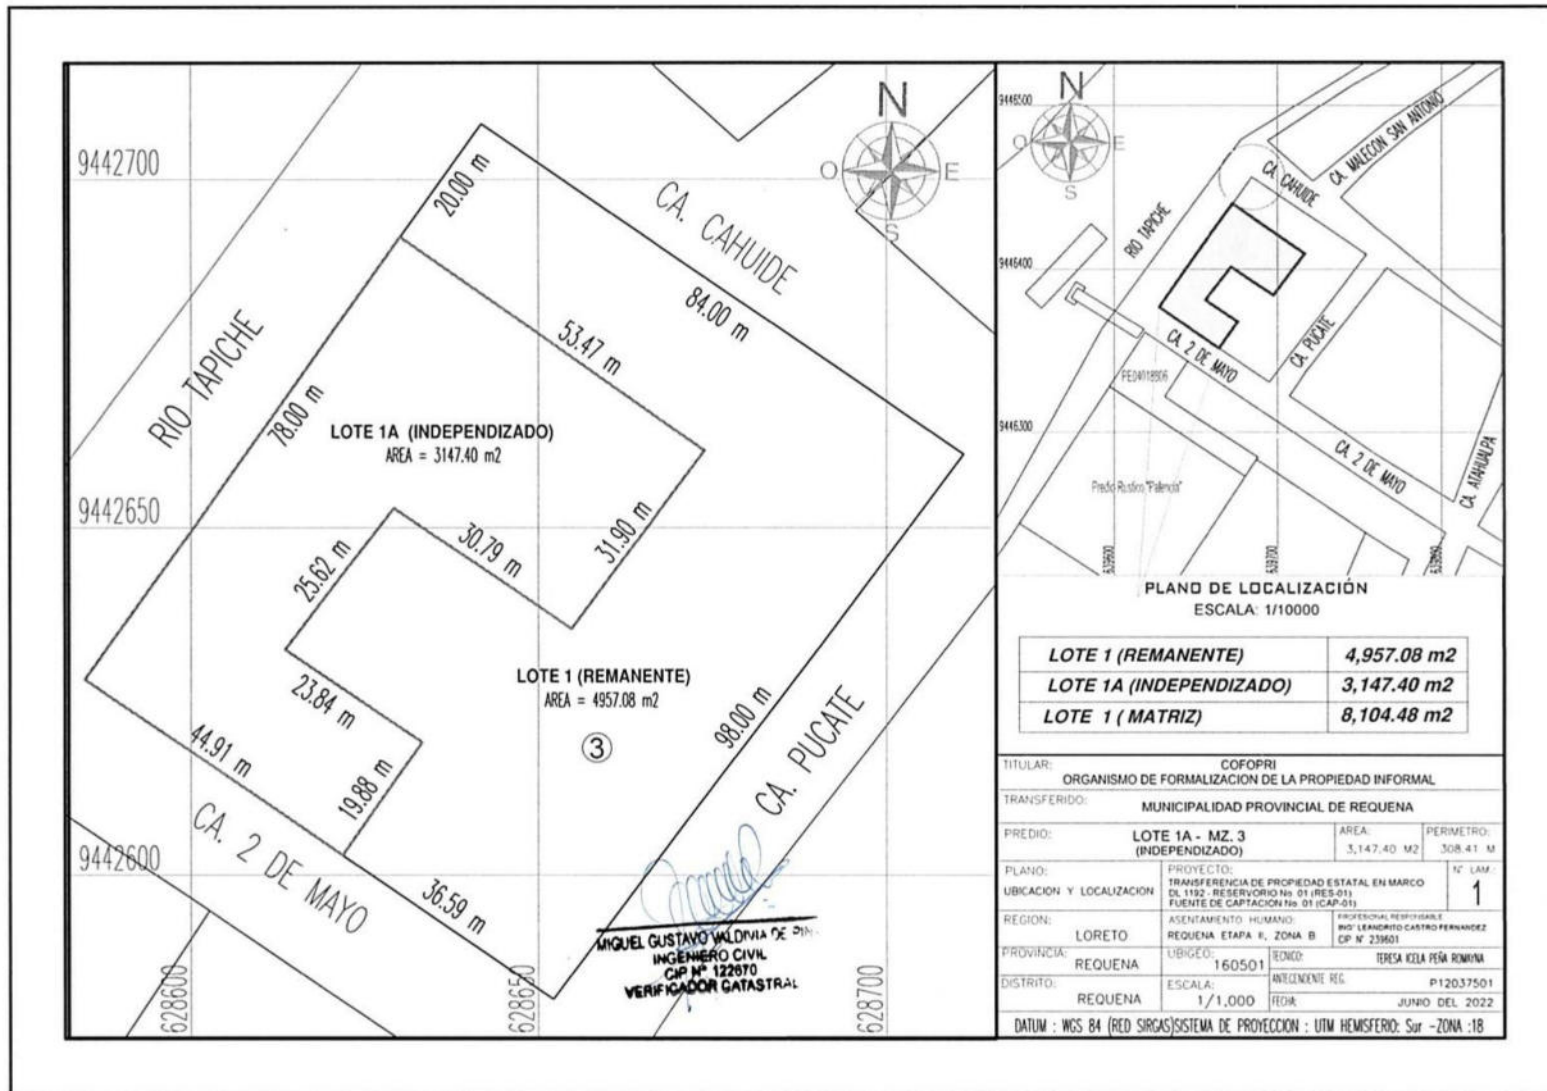 9442700
9442650
9442600
628600
628650
628700
N
O
E
S
20.00 m
CA. CAHUIDE
84.00 m
53.47 m
RIO TAPICHE
78.00 m
LOTE 1A (INDEPENDIZADO)
AREA = 3147.40 m2
31.90 m
30.79 m
25.62 m
LOTE 1 (REMANENTE)
AREA = 4957.08 m2
3
98.00 m
CA. PUCATE
23.84 m
44.91 m
19.88 m
CA. 2 DE MAYO
36.59 m
MIGUEL GUSTAVO VALDIVIA DE
INGENIERO CIVIL
CIP Nº 122670
VERIFICADOR CATASTRAL
9446500
9446400
9446300
N
O
E
S
CA. MALECON SAN ANTONIO
CA. CAHUIDE
RIO TAPICHE
CA. PUCATE
CA. 2 DE MAYO
PE04018906
CA. 2 DE MAYO
CA. ATAHUALPA
Predio Rustico
639600
639700
PLANO DE LOCALIZACIÓN
ESCALA: 1/10000
LOTE 1 (REMANENTE) 4,957.08 m2
LOTE 1A (INDEPENDIZADO) 3,147.40 m2
LOTE 1 ( MATRIZ) 8,104.48 m2
TITULAR: COFOPRI
ORGANISMO DE FORMALIZACION DE LA PROPIEDAD INFORMAL
TRANSFERIDO: MUNICIPALIDAD PROVINCIAL DE REQUENA
PREDIO: LOTE 1A - MZ. 3
(INDEPENDIZADO)
AREA: 3,147.40 M2
PERIMETRO: 308.41 M
PLANO:
UBICACION Y LOCALIZACION
PROYECTO:
TRANSFERENCIA DE PROPIEDAD ESTATAL EN MARCO
DL 1192 - RESERVORIO No. 01 (RES-01)
FUENTE DE CAPTACIÓN No. 01 (CAP-01)
Nº LAM.:
1
REGION: LORETO
ASENTAMIENTO HUMANO:
REQUENA ETAPA II, ZONA B
PROFESIONAL RESPONSABLE
LEANDRITO CASTRO FERNANDEZ
CIP Nº 239601
PROVINCIA: REQUENA
UBIGEO: 160501
TECNICO: TERESA ICELA PEÑA ROMAYNA
ANTECEDENTE REG. P12037501
DISTRITO: REQUENA
ESCALA: 1/1,000
FECHA: JUNIO DEL 2022
DATUM : WGS 84 (RED SIRGAS)SISTEMA DE PROYECCION : UTM HEMISFERIO: Sur -ZONA :18